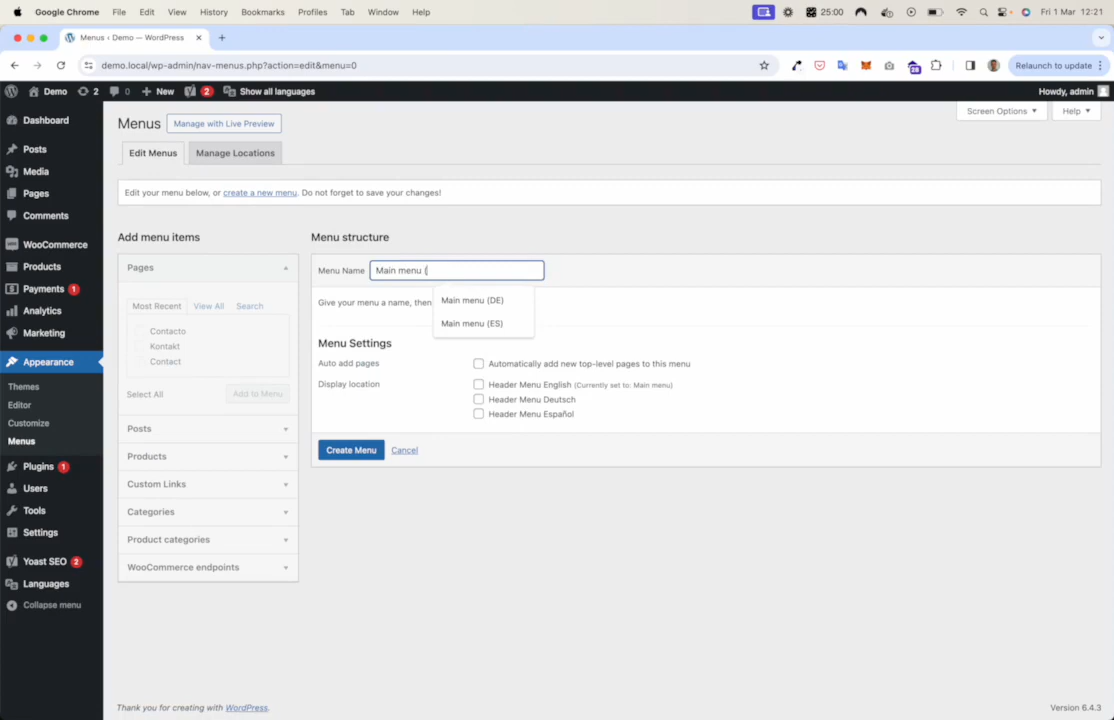 Google Chrome File Edit View History Bookmarks Profiles Tab Window Help 25:00 Fri 1 Mar 12:21
Menus ‹ Demo — WordPress
demo.local/wp-admin/nav-menus.php?action=edit&menu=0 Relaunch to update
Demo 2 0 New 2 Show all languages Howdy, admin
Dashboard
Posts
Media
Pages
Comments
WooCommerce
Products
Payments 1
Analytics
Marketing
Appearance
Themes
Editor
Customize
Menus
Plugins 1
Users
Tools
Settings
Yoast SEO 2
Languages
Collapse menu
Screen Options Help
Menus Manage with Live Preview
Edit Menus Manage Locations
Edit your menu below, or create a new menu. Do not forget to save your changes!
Add menu items
Pages
Most Recent View All Search
Contacto
Kontakt
Contact
Select All Add to Menu
Posts
Products
Custom Links
Categories
Product categories
WooCommerce endpoints
Menu structure
Menu Name Main menu (
Main menu (DE)
Main menu (ES)
Give your menu a name, then
Menu Settings
Auto add pages Automatically add new top-level pages to this menu
Display location Header Menu English (Currently set to: Main menu)
Header Menu Deutsch
Header Menu Español
Create Menu Cancel
Thank you for creating with WordPress. Version 6.4.3